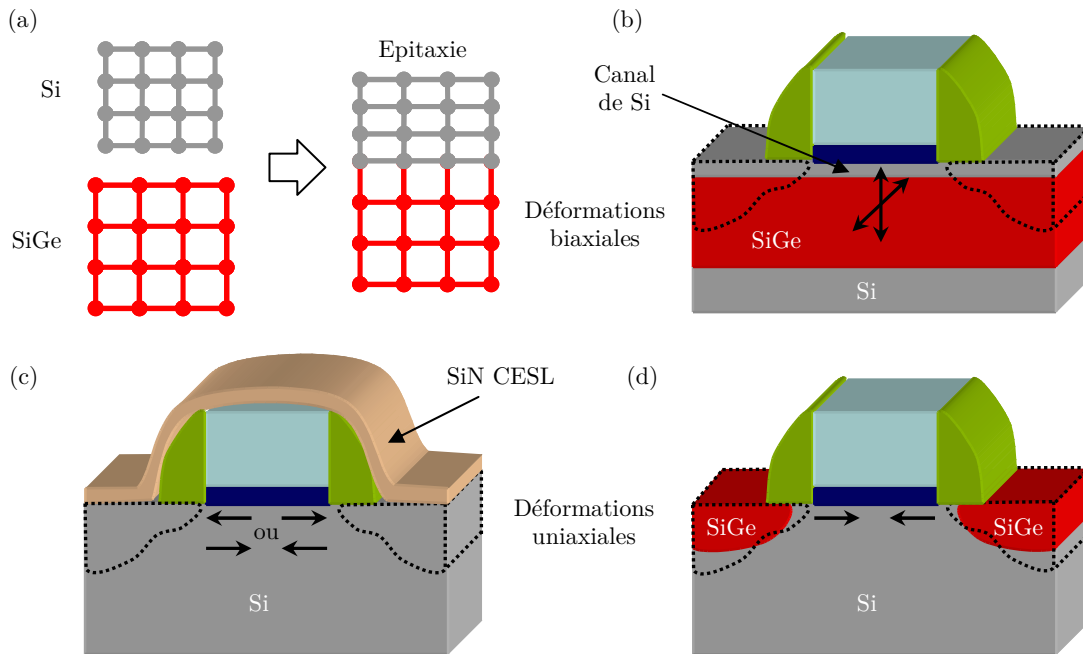 (a)
Si
SiGe
Epitaxie
(b)
Canal
de Si
SiGe
Si
Déformations
biaxiales
(c)
SiN CESL
ou
Si
Déformations
uniaxiales
(d)
SiGe
SiGe
Si